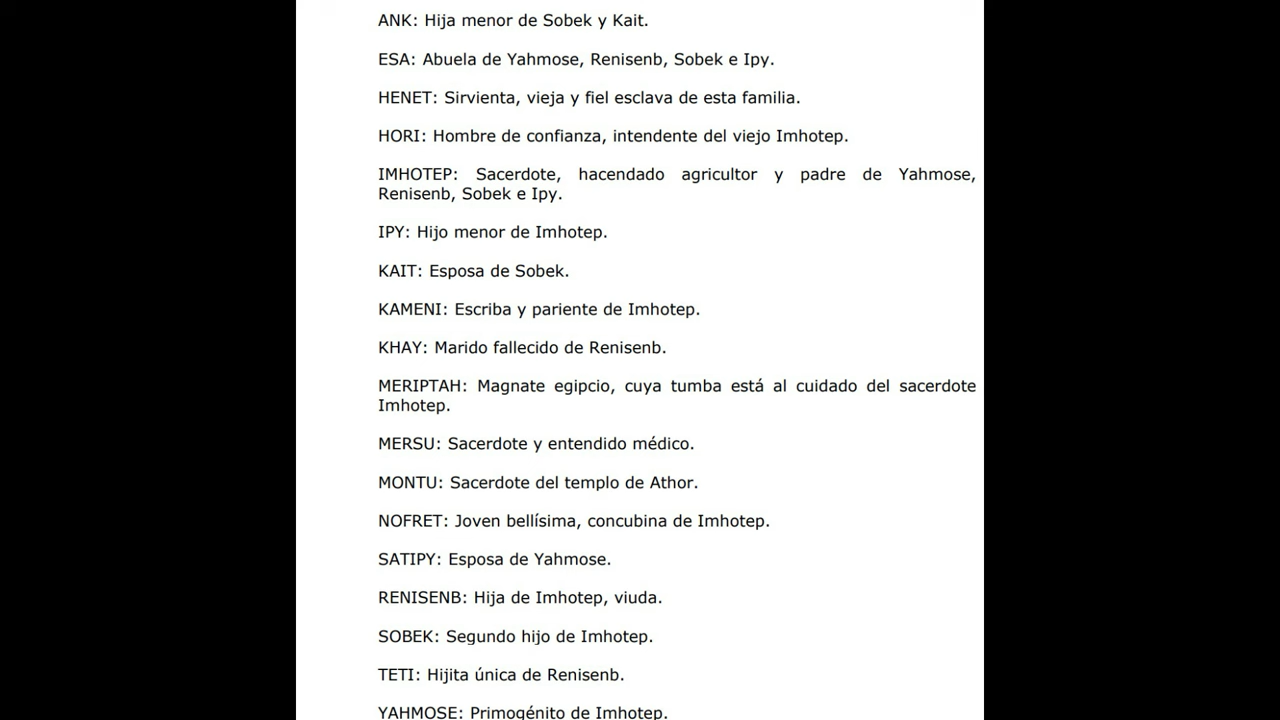 ANK: Hija menor de Sobek y Kait.
ESA: Abuela de Yahmose, Renisenb, Sobek e Ipy.
HENET: Sirvienta, vieja y fiel esclava de esta familia.
HORI: Hombre de confianza, intendente del viejo Imhotep.
IMHOTEP: Sacerdote, hacendado agricultor y padre de Yahmose,
Renisenb, Sobek e Ipy.
IPY: Hijo menor de Imhotep.
KAIT: Esposa de Sobek.
KAMENI: Escriba y pariente de Imhotep.
KHAY: Marido fallecido de Renisenb.
MERIPTAH: Magnate egipcio, cuya tumba está al cuidado del sacerdote
Imhotep.
MERSU: Sacerdote y entendido médico.
MONTU: Sacerdote del templo de Athor.
NOFRET: Joven bellísima, concubina de Imhotep.
SATIPY: Esposa de Yahmose.
RENISENB: Hija de Imhotep, viuda.
SOBEK: Segundo hijo de Imhotep.
TETI: Hijita única de Renisenb.
YAHMOSE: Primogénito de Imhotep.